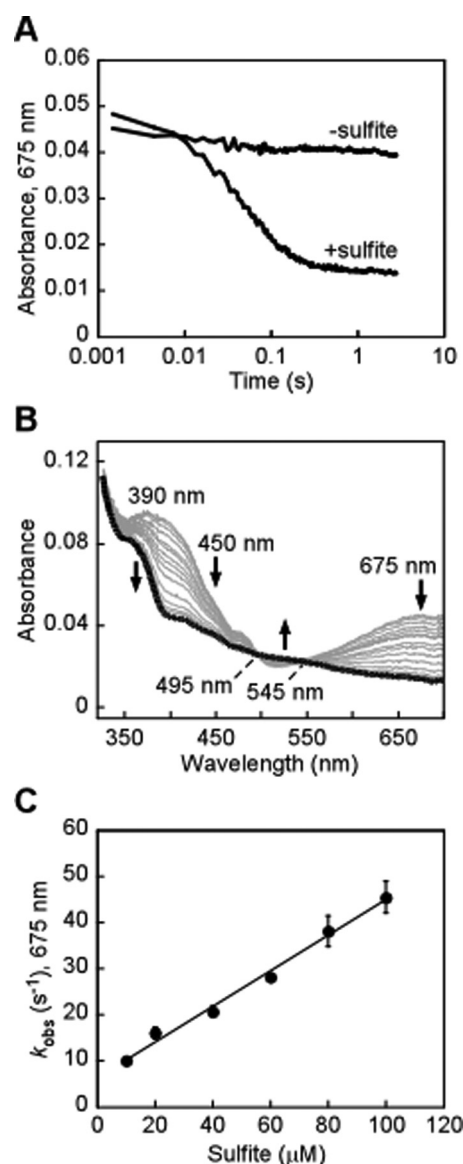 A
0.06
0.05
0.04
0.03
0.02
0.01
0
-sulfite
+sulfite
0.001 0.01 0.1 1 10
Time (s)
Absorbance, 675 nm
B
0.12
0.08
0.04
0
390 nm
450 nm
675 nm
495 nm
545 nm
350 450 550 650
Wavelength (nm)
Absorbance
C
60
50
40
30
20
10
0
0 20 40 60 80 100 120
Sulfite (μM)
kobs (s-1), 675 nm